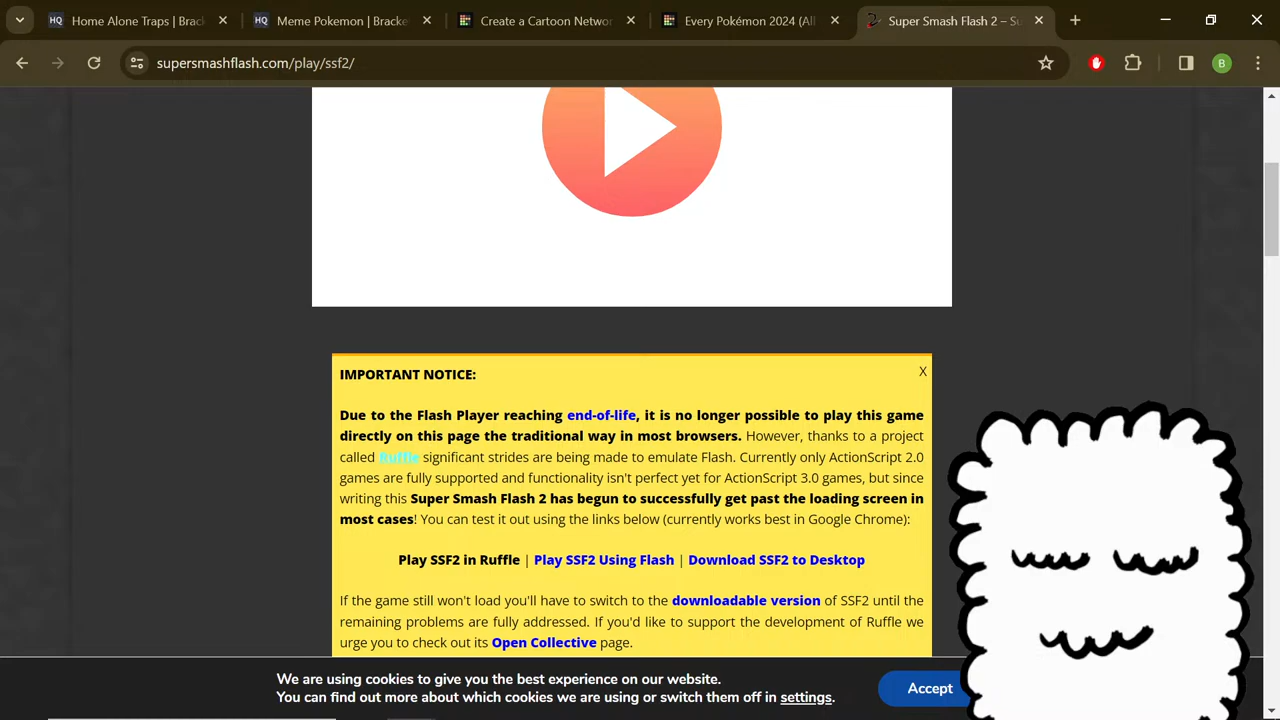 HQ Home Alone Traps | Brack
HQ Meme Pokemon | Bracke
Create a Cartoon Networ
Every Pokémon 2024 (All
Super Smash Flash 2 – Su
supersmashflash.com/play/ssf2/
B
IMPORTANT NOTICE:
X
Due to the Flash Player reaching end-of-life, it is no longer possible to play this game
directly on this page the traditional way in most browsers. However, thanks to a project
called Ruffle significant strides are being made to emulate Flash. Currently only ActionScript 2.0
games are fully supported and functionality isn't perfect yet for ActionScript 3.0 games, but since
writing this Super Smash Flash 2 has begun to successfully get past the loading screen in
most cases! You can test it out using the links below (currently works best in Google Chrome):
Play SSF2 in Ruffle | Play SSF2 Using Flash | Download SSF2 to Desktop
If the game still won't load you'll have to switch to the downloadable version of SSF2 until the
remaining problems are fully addressed. If you'd like to support the development of Ruffle we
urge you to check out its Open Collective page.
We are using cookies to give you the best experience on our website.
You can find out more about which cookies we are using or switch them off in settings.
Accept